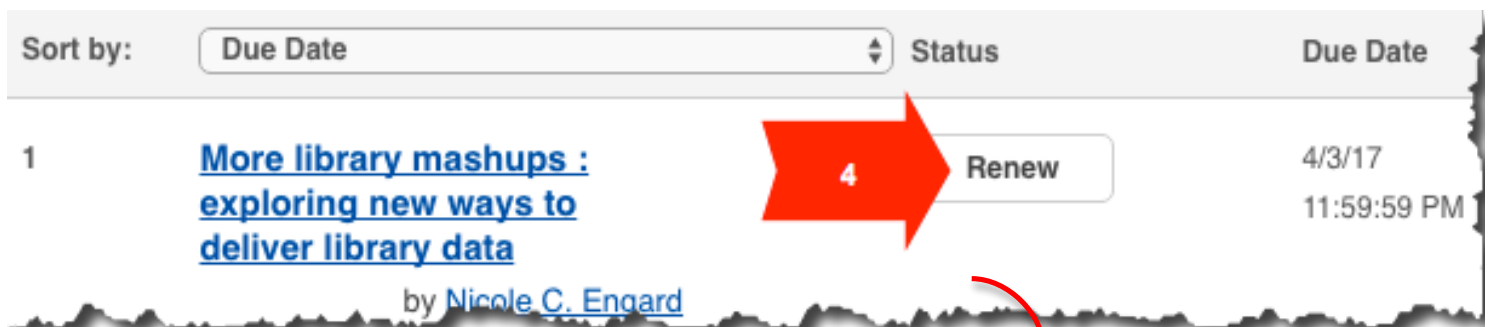 Sort by: Due Date Status Due Date
1 More library mashups : 4 Renew 4/3/17
exploring new ways to 11:59:59 PM
deliver library data
by Nicole C. Engard